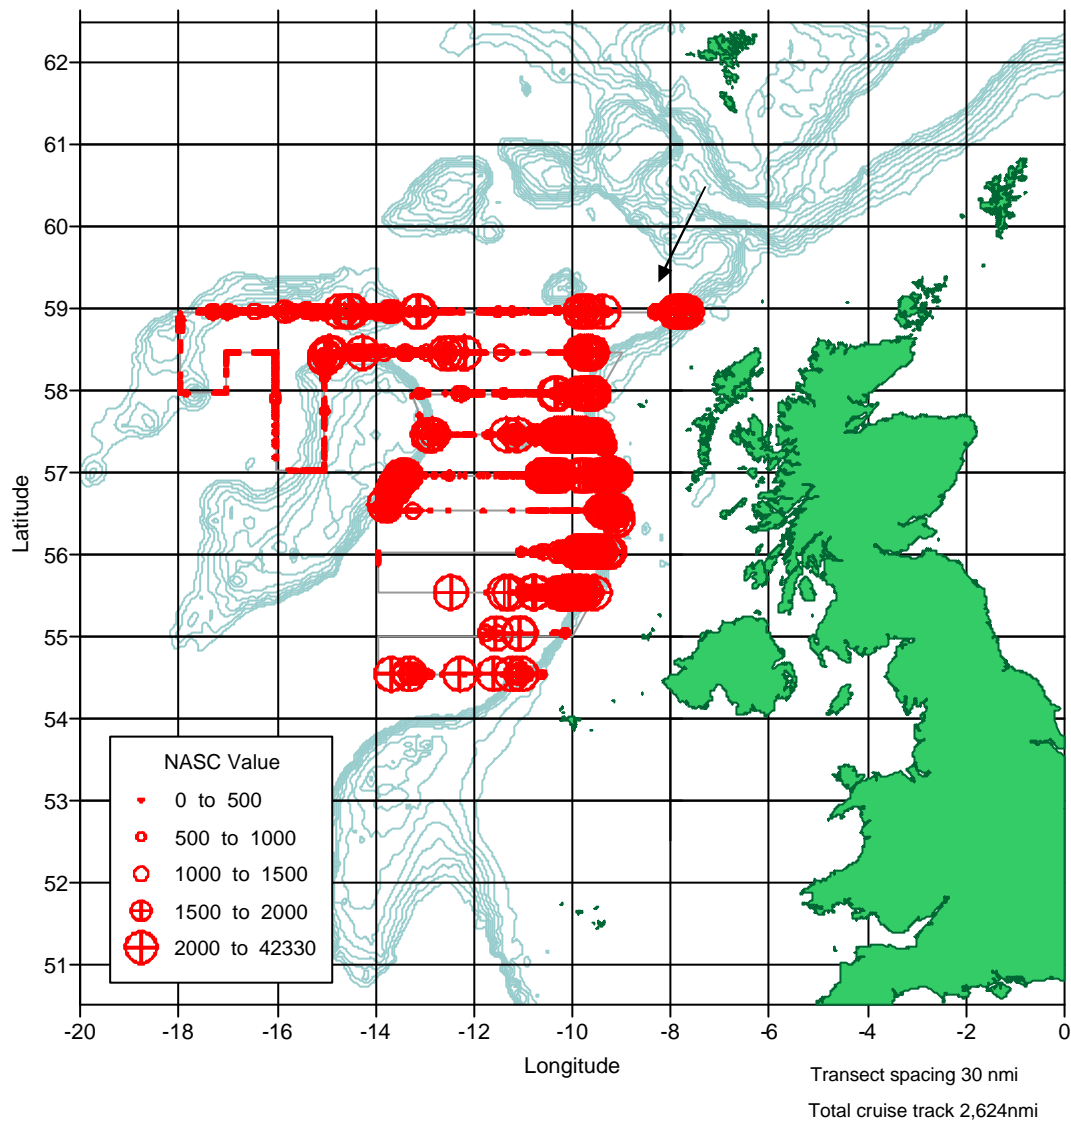 62
61
60
59
58
57
56
55
54
53
52
51
Latitude
NASC Value
0 to 500
500 to 1000
1000 to 1500
1500 to 2000
2000 to 42330
-20 -18 -16 -14 -12 -10 -8 -6 -4 -2 0
Longitude
Transect spacing 30 nmi
Total cruise track 2,624nmi